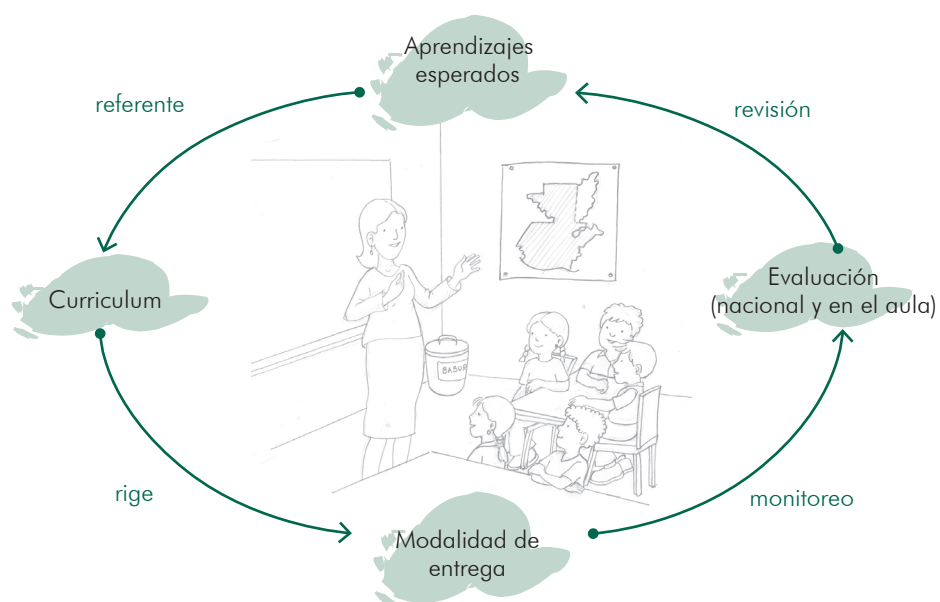 Aprendizajes
esperados
referente
revisión
Curriculum
Evaluación
(nacional y en el aula)
BASUR
rige
monitoreo
Modalidad de
entrega